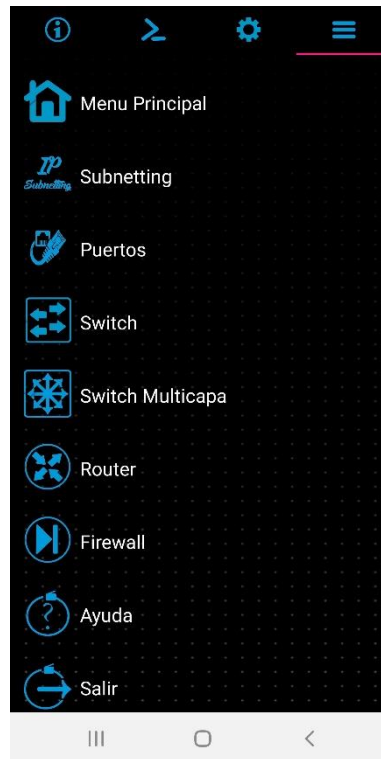 Menu Principal
IP
Subnetting
Subnetting
Puertos
Switch
Switch Multicapa
Router
Firewall
Ayuda
Salir